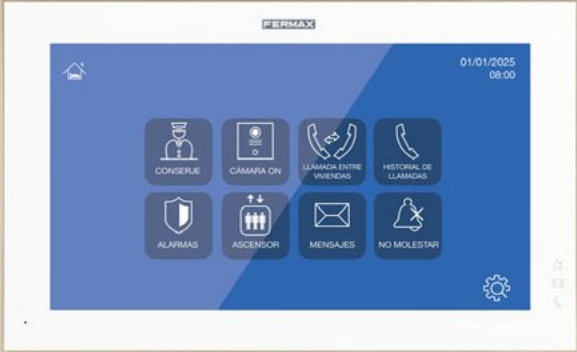 FERMAX
01/01/2025
08:00
CONSERJE
CÁMARA ON
LLAMADA ENTRE
VIVIENDAS
HISTORIAL DE
LLAMADAS
ALARMAS
ASCENSOR
MENSAJES
NO MOLESTAR